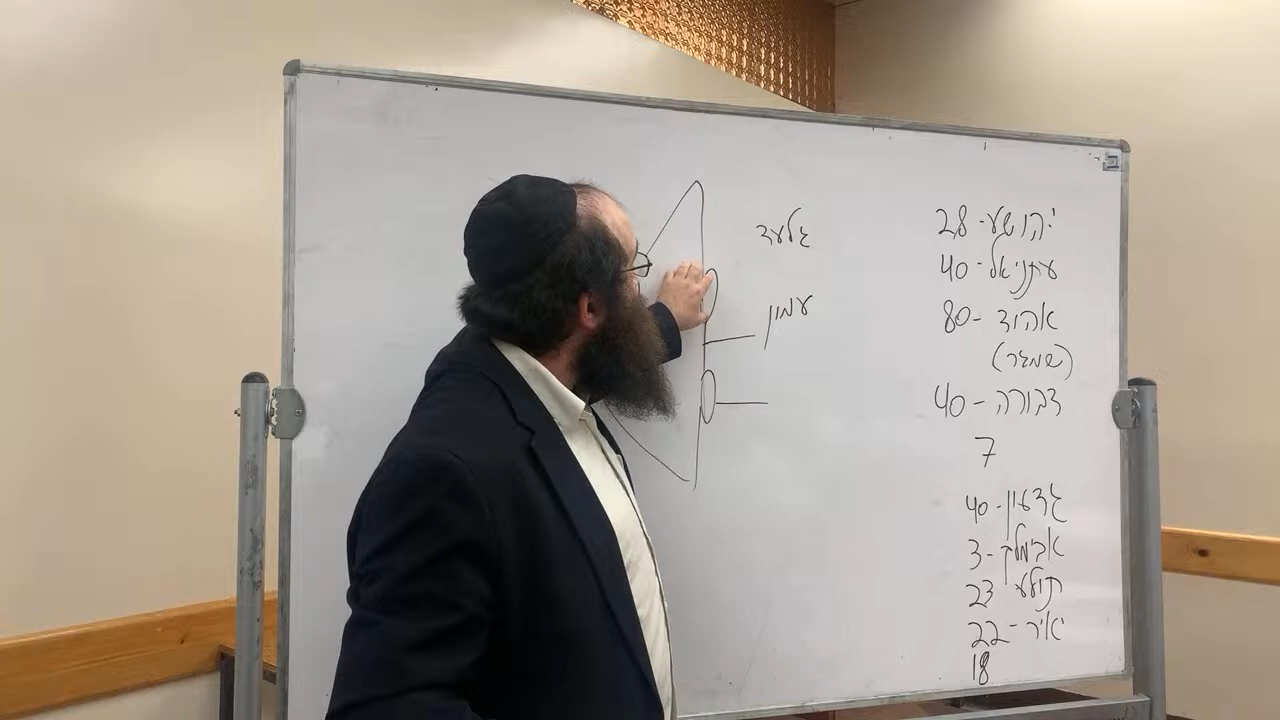 יהושע - 28
עתניאל - 40
אהוד - 80
(שמגר)
דבורה - 40
7
גדעון - 40
אבימלך - 3
תולע 23
יאיר - 22
18
גלעד
עמון